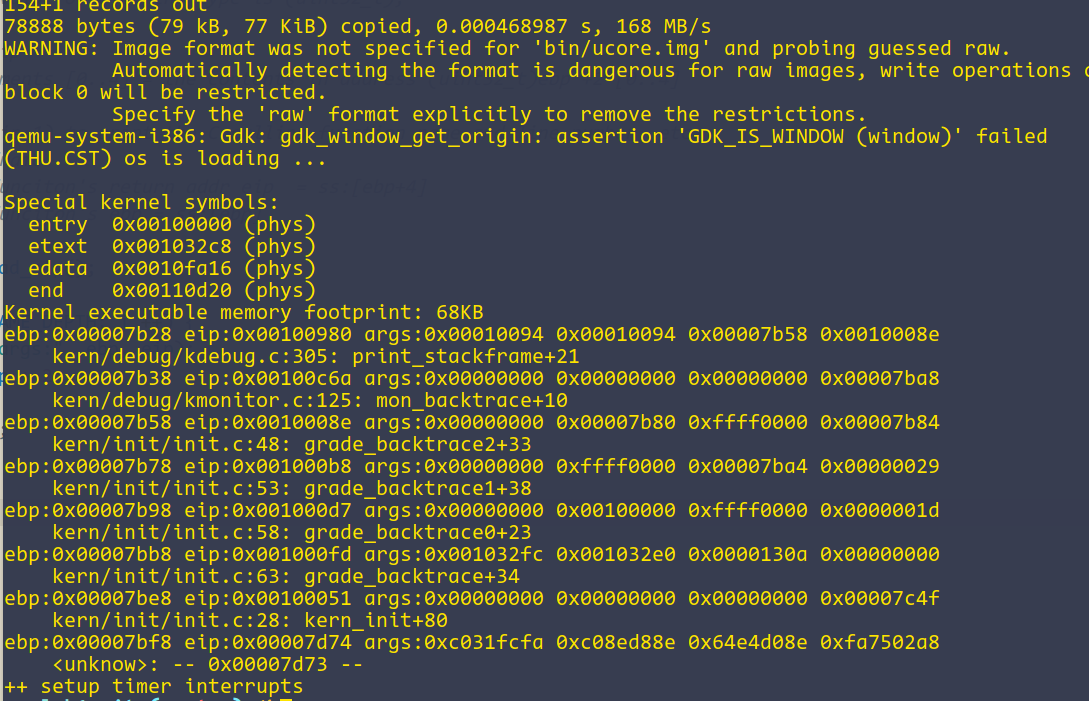 154+1 records out
78888 bytes (79 kB, 77 KiB) copied, 0.000468987 s, 168 MB/s
WARNING: Image format was not specified for 'bin/ucore.img' and probing guessed raw.
         Automatically detecting the format is dangerous for raw images, write operations
block 0 will be restricted.
         Specify the 'raw' format explicitly to remove the restrictions.
qemu-system-i386: Gdk: gdk_window_get_origin: assertion 'GDK_IS_WINDOW (window)' failed
(THU.CST) os is loading ...
Special kernel symbols:
  entry  0x00100000 (phys)
  etext  0x001032c8 (phys)
  edata  0x0010fa16 (phys)
  end    0x00110d20 (phys)
Kernel executable memory footprint: 68KB
ebp:0x00007b28 eip:0x00100980 args:0x00010094 0x00010094 0x00007b58 0x0010008e
    kern/debug/kdebug.c:305: print_stackframe+21
ebp:0x00007b38 eip:0x00100c6a args:0x00000000 0x00000000 0x00000000 0x00007ba8
    kern/debug/kmonitor.c:125: mon_backtrace+10
ebp:0x00007b58 eip:0x0010008e args:0x00000000 0x00007b80 0xffff0000 0x00007b84
    kern/init/init.c:48: grade_backtrace2+33
ebp:0x00007b78 eip:0x001000b8 args:0x00000000 0xffff0000 0x00007ba4 0x00000029
    kern/init/init.c:53: grade_backtrace1+38
ebp:0x00007b98 eip:0x001000d7 args:0x00000000 0x00100000 0xffff0000 0x0000001d
    kern/init/init.c:58: grade_backtrace0+23
ebp:0x00007bb8 eip:0x001000fd args:0x001032fc 0x001032e0 0x0000130a 0x00000000
    kern/init/init.c:63: grade_backtrace+34
ebp:0x00007be8 eip:0x00100051 args:0x00000000 0x00000000 0x00000000 0x00007c4f
    kern/init/init.c:28: kern_init+80
ebp:0x00007bf8 eip:0x00007d74 args:0xc031fcfa 0xc08ed88e 0x64e4d08e 0xfa7502a8
    <unknow>: -- 0x00007d73 --
++ setup timer interrupts